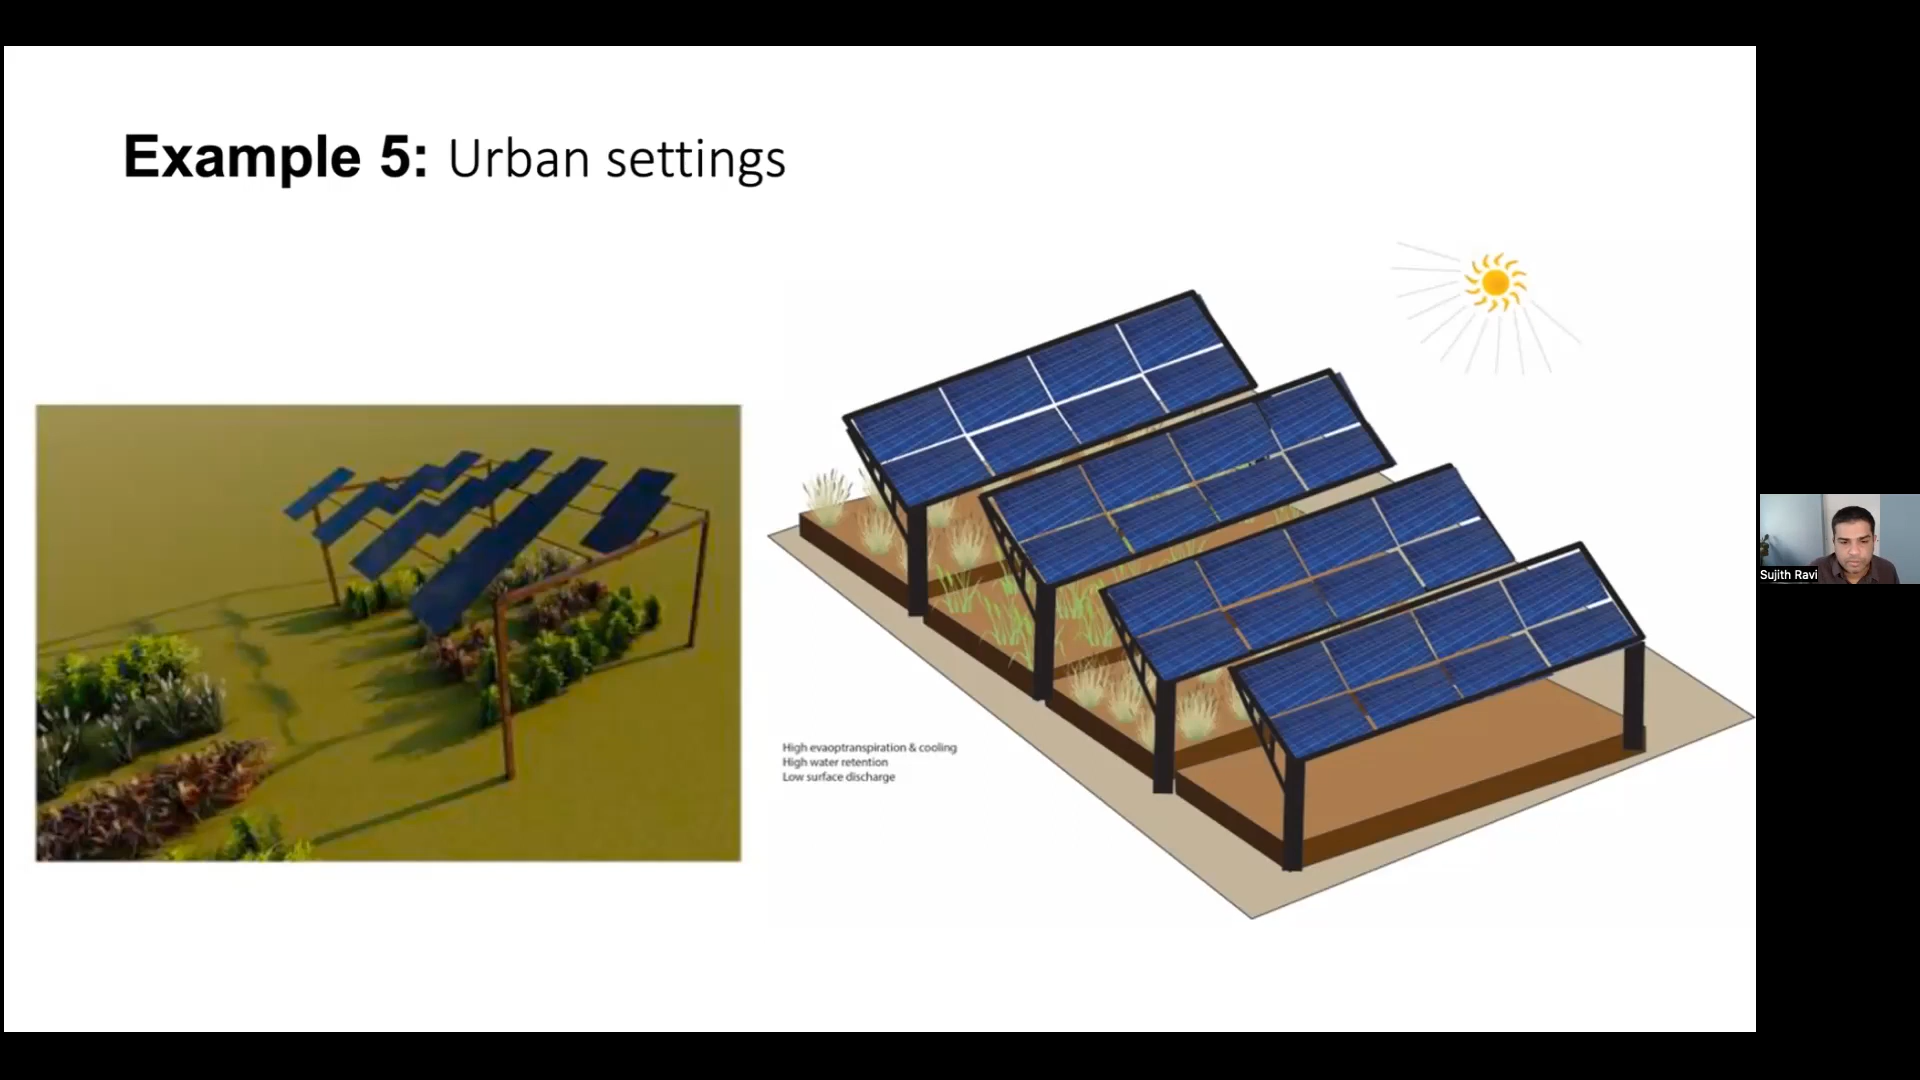 Example 5: Urban settings
High evaoptranspiration & cooling
High water retention
Low surface discharge
Sujith Ravi